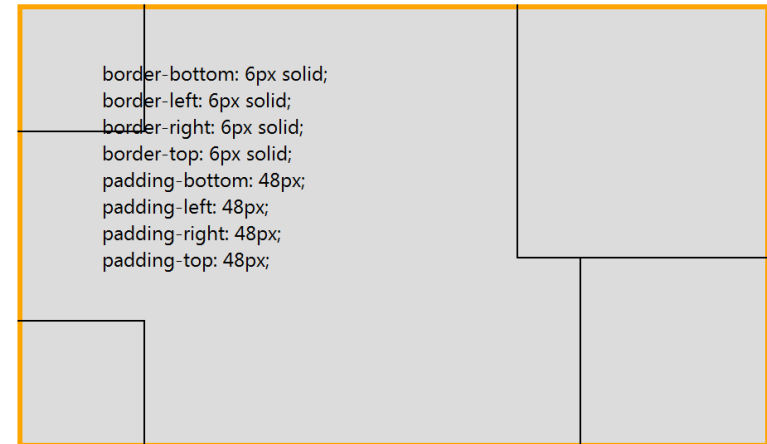 border-bottom: 6px solid;
border-left: 6px solid;
border-right: 6px solid;
border-top: 6px solid;
padding-bottom: 48px;
padding-left: 48px;
padding-right: 48px;
padding-top: 48px;